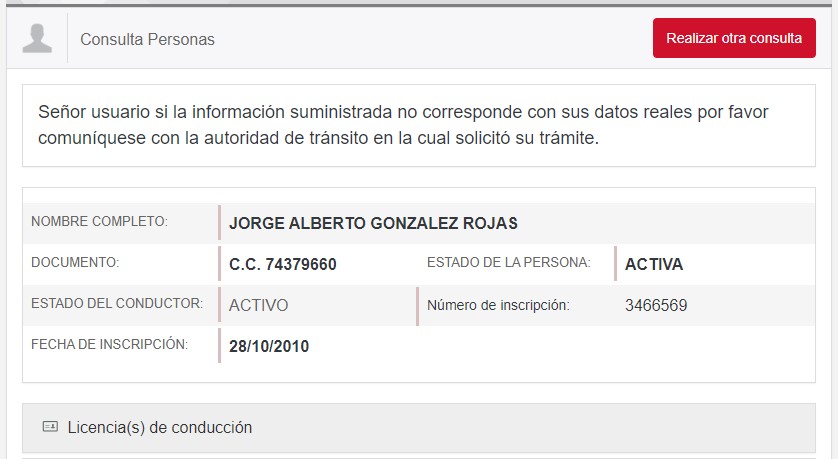 Consulta Personas
Realizar otra consulta
Señor usuario si la información suministrada no corresponde con sus datos reales por favor
comuníquese con la autoridad de tránsito en la cual solicitó su trámite.
NOMBRE COMPLETO: JORGE ALBERTO GONZALEZ ROJAS
DOCUMENTO: C.C. 74379660 ESTADO DE LA PERSONA: ACTIVA
ESTADO DEL CONDUCTOR: ACTIVO Número de inscripción: 3466569
FECHA DE INSCRIPCIÓN: 28/10/2010
Licencia(s) de conducción